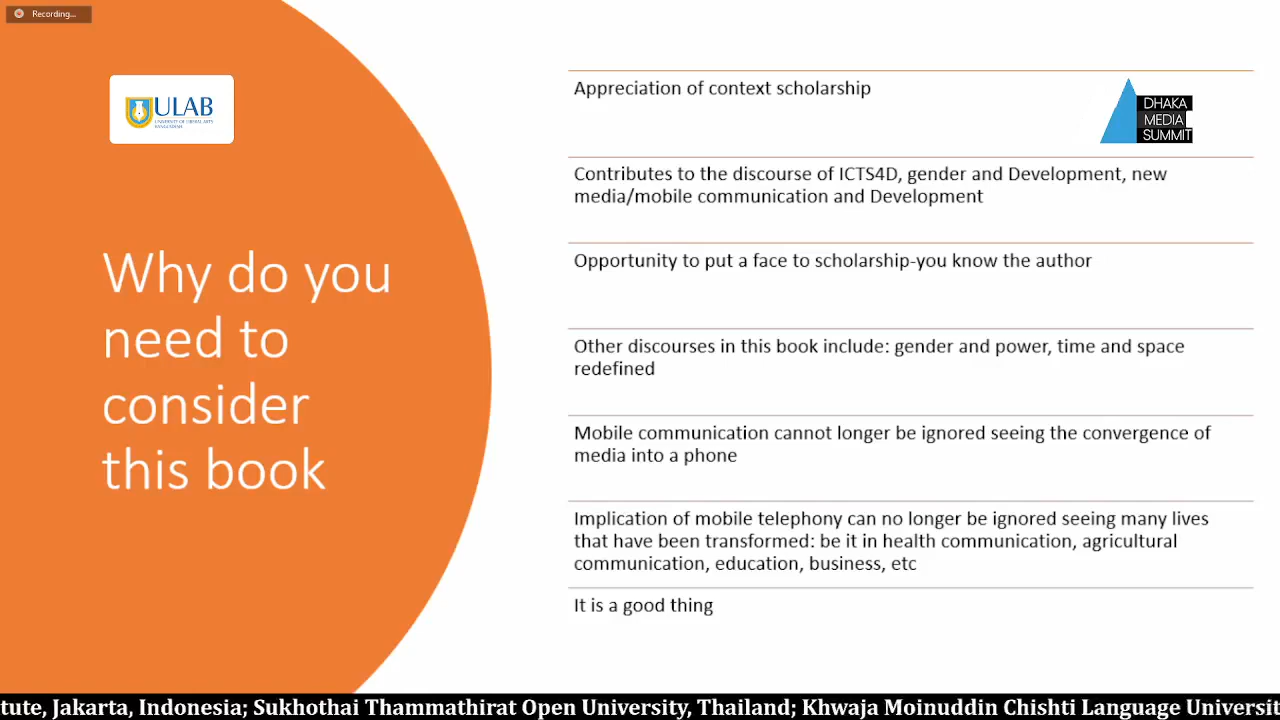 Recording...
ULAB
UNIVERSITY OF LIBERAL ARTS
BANGLADESH
Why do you
need to
consider
this book
Appreciation of context scholarship
DHAKA
MEDIA
SUMMIT
Contributes to the discourse of ICTS4D, gender and Development, new
media/mobile communication and Development
Opportunity to put a face to scholarship-you know the author
Other discourses in this book include: gender and power, time and space
redefined
Mobile communication cannot longer be ignored seeing the convergence of
media into a phone
Implication of mobile telephony can no longer be ignored seeing many lives
that have been transformed: be it in health communication, agricultural
communication, education, business, etc
It is a good thing
tute, Jakarta, Indonesia; Sukhothai Thammathirat Open University, Thailand; Khwaja Moinuddin Chishti Language Universit